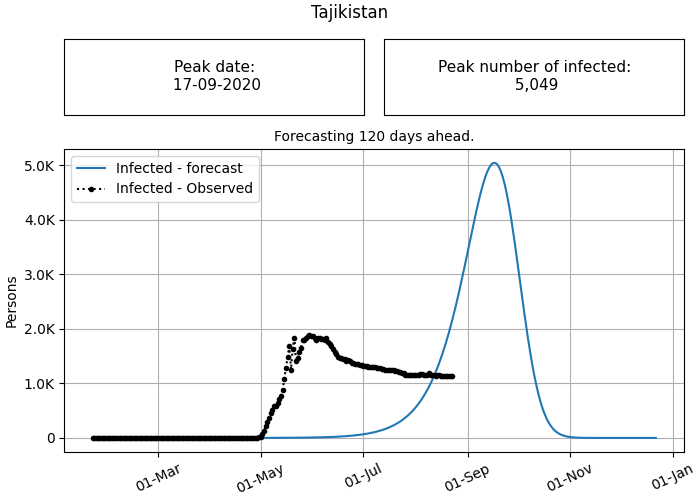 Tajikistan
Peak date:
17-09-2020
Peak number of infected:
5,049
Forecasting 120 days ahead.
Infected - forecast
Infected - Observed
5.0K
4.0K
3.0K
2.0K
1.0K
0
Persons
01-Mar
01-May
01-Jul
01-Sep
01-Nov
01-Jan